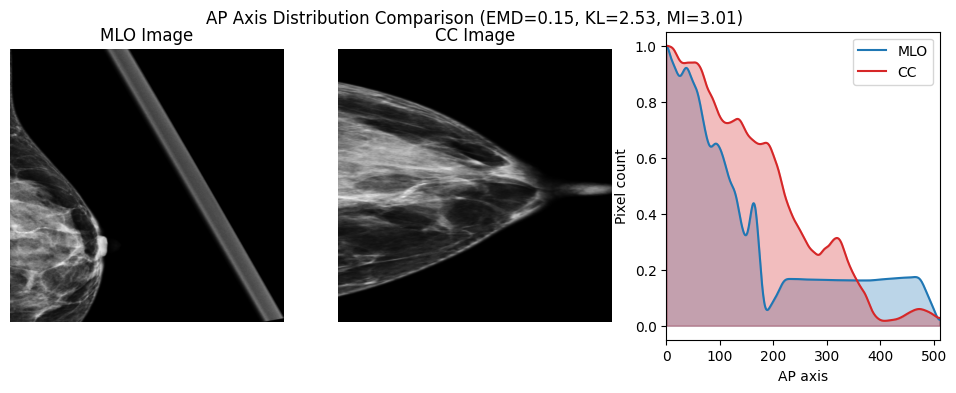 AP Axis Distribution Comparison (EMD=0.15, KL=2.53, MI=3.01)
MLO Image
CC Image
MLO
CC
1.0
0.8
0.6
0.4
0.2
0.0
Pixel count
0 100 200 300 400 500
AP axis